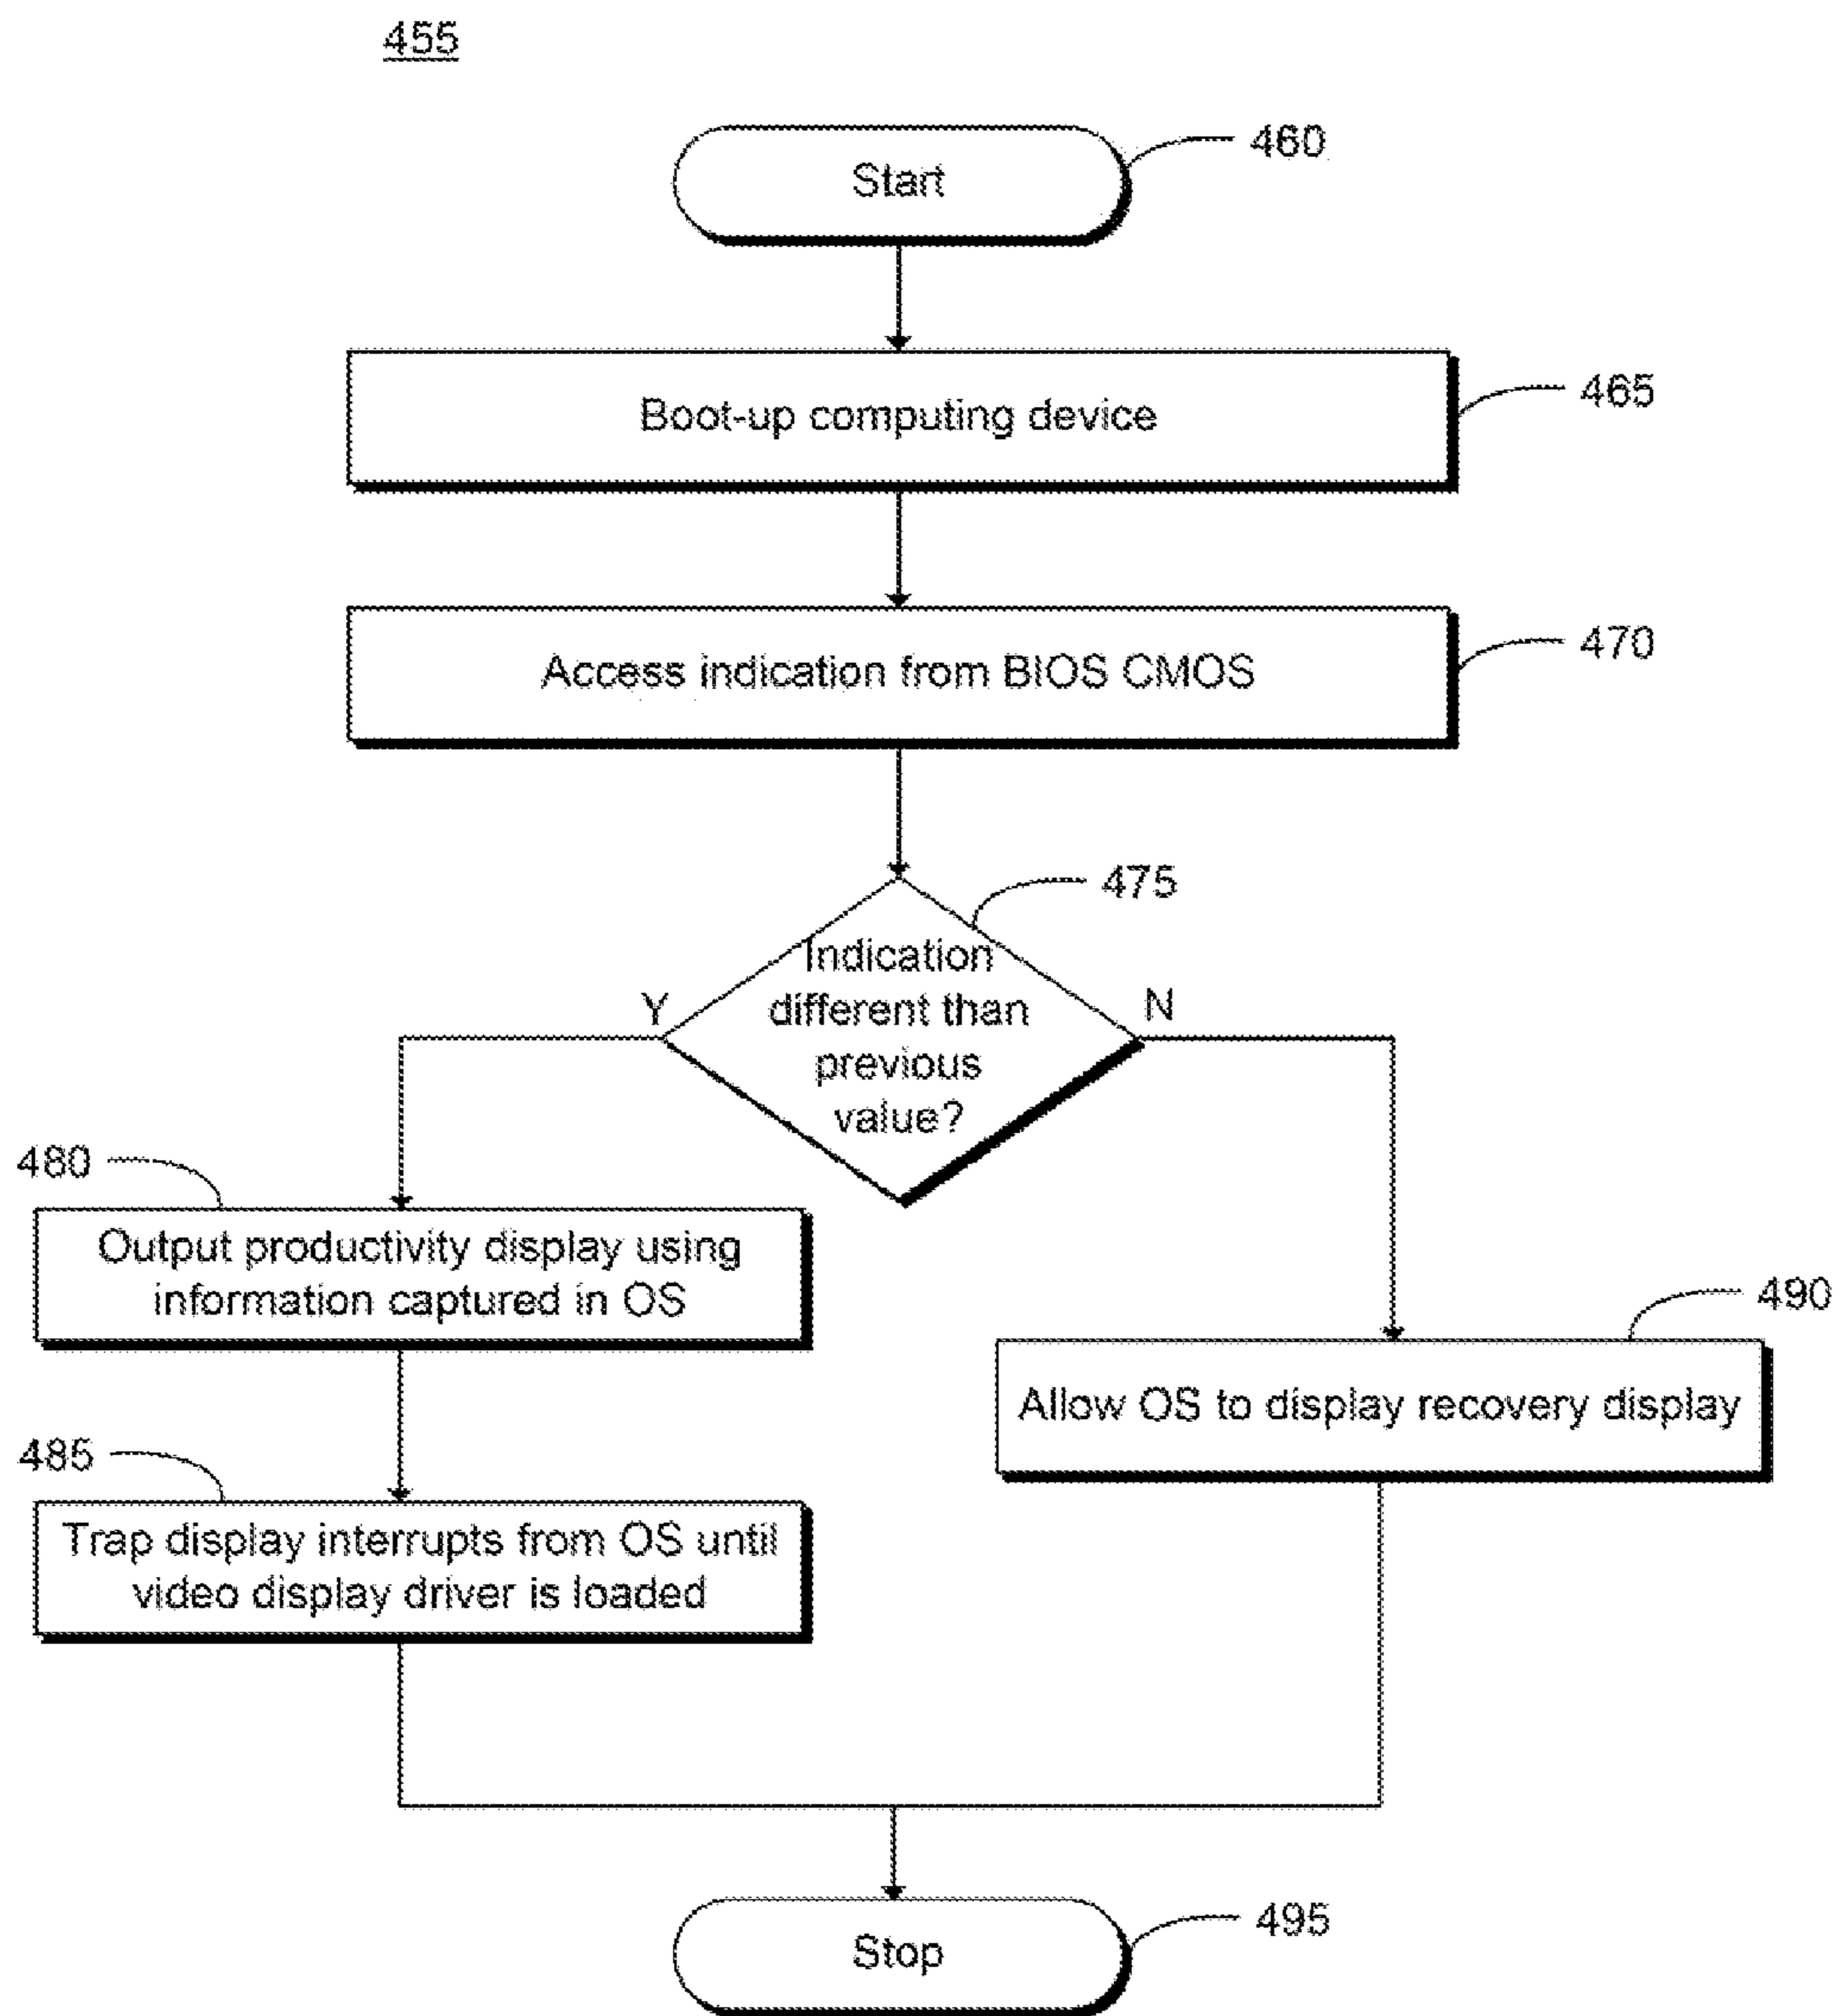 455
Start
460
Boot-up computing device
465
Access indication from BIOS CMOS
470
475
Indication
different than
previous
value?
Y
N
480
Output productivity display using
information captured in OS
490
Allow OS to display recovery display
485
Trap display interrupts from OS until
video display driver is loaded
Stop
495